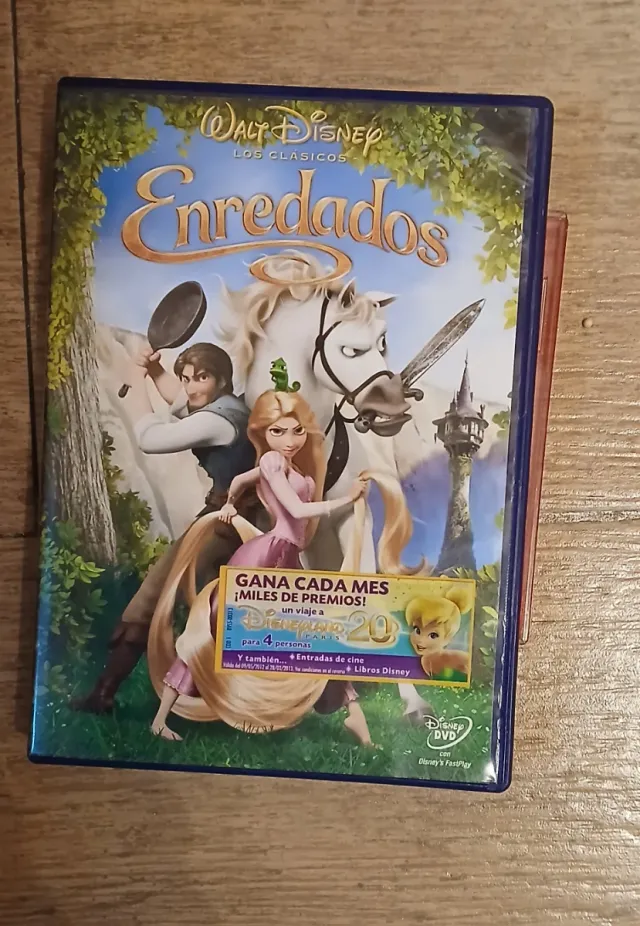 WALT DISNEY
LOS CLÁSICOS
Enredados
GANA CADA MES
¡MILES DE PREMIOS!
un viaje a
DISNEYLAND
PARIS
20
para 4 personas
Y también... Entradas de cine
Libros Disney
Disney
DVD
con
Disney's FastPlay